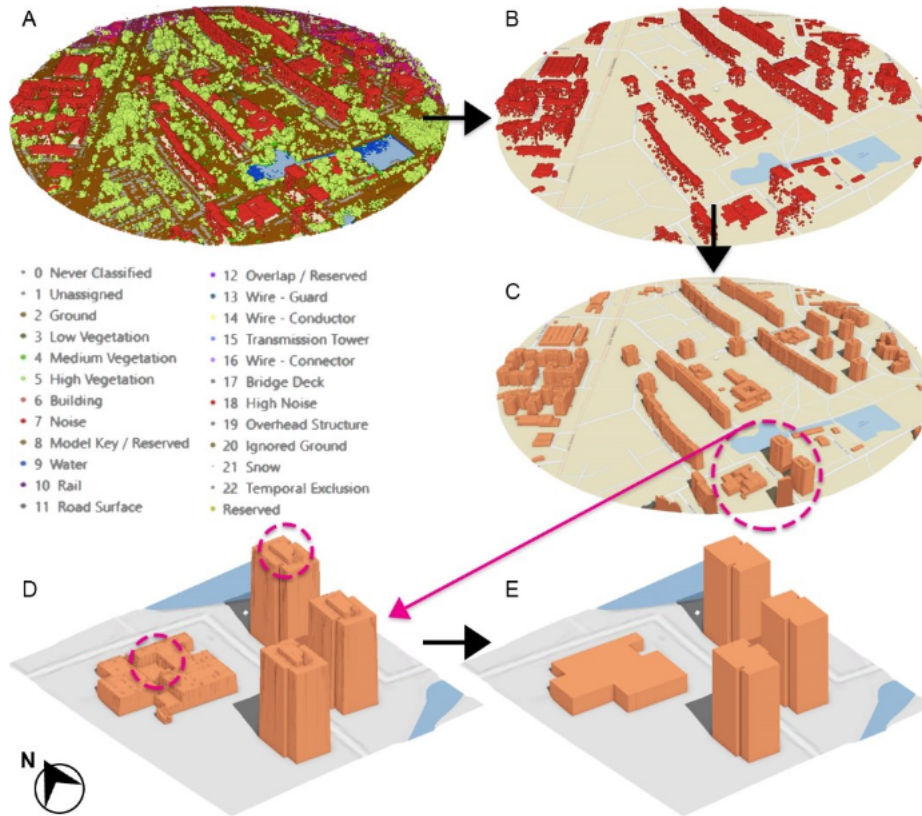 A
B
0 Never Classified
1 Unassigned
2 Ground
3 Low Vegetation
4 Medium Vegetation
5 High Vegetation
6 Building
7 Noise
8 Model Key / Reserved
9 Water
10 Rail
11 Road Surface
12 Overlap / Reserved
13 Wire - Guard
14 Wire - Conductor
15 Transmission Tower
16 Wire - Connector
17 Bridge Deck
18 High Noise
19 Overhead Structure
20 Ignored Ground
21 Snow
22 Temporal Exclusion
Reserved
C
D
E
N